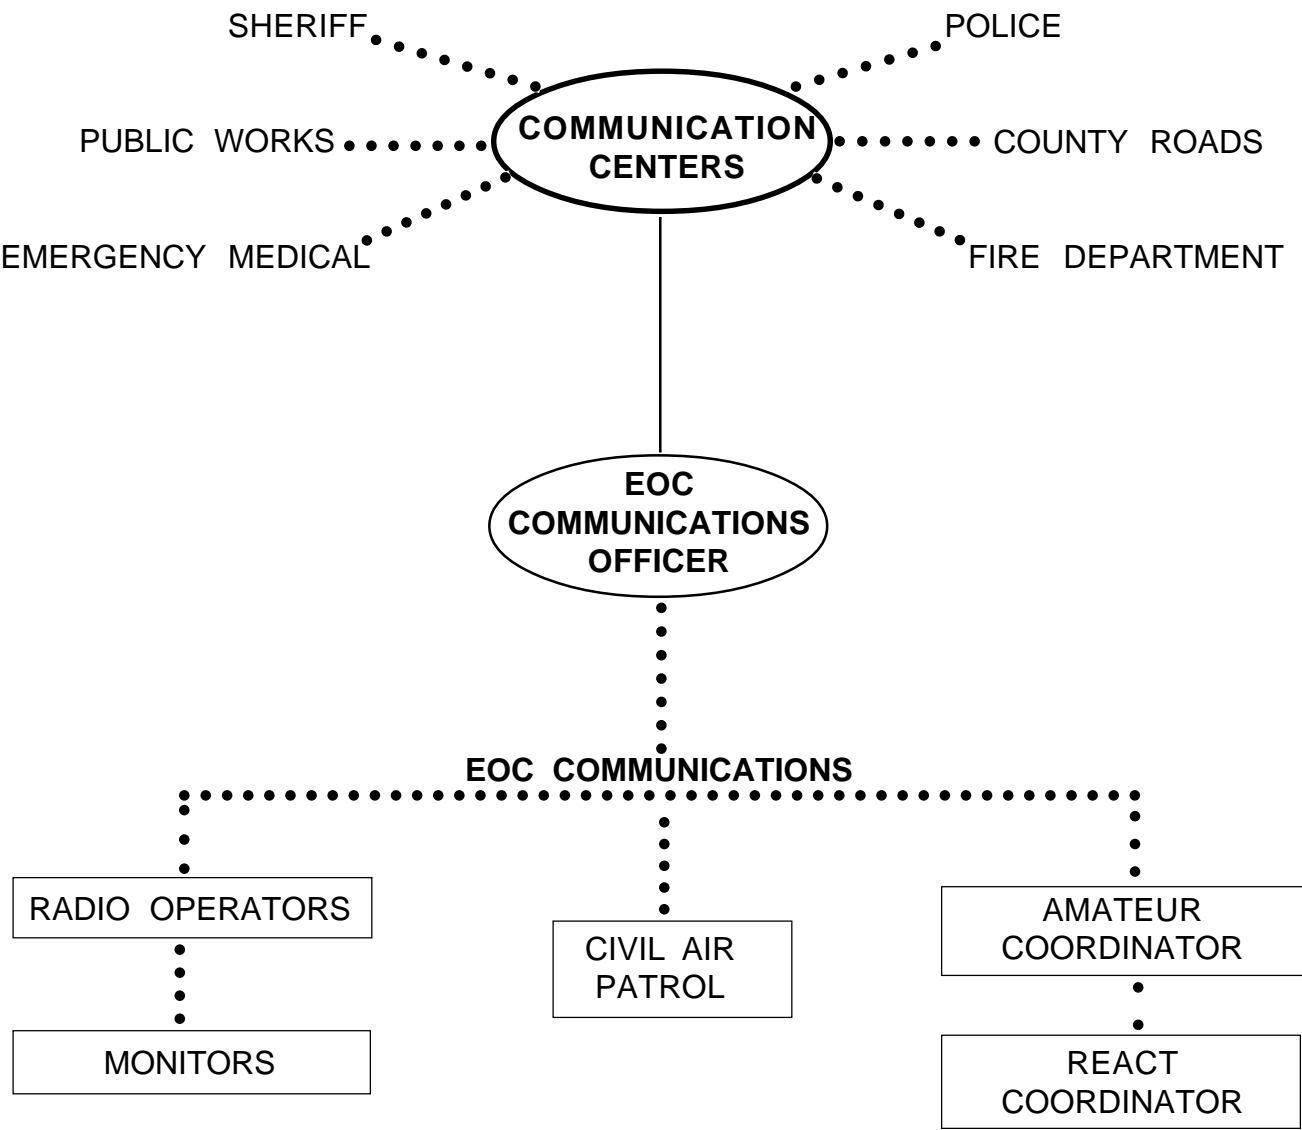 SHERIFF
POLICE
COMMUNICATION
CENTERS
PUBLIC WORKS
COUNTY ROADS
EMERGENCY MEDICAL
FIRE DEPARTMENT
EOC
COMMUNICATIONS
OFFICER
EOC COMMUNICATIONS
RADIO OPERATORS
CIVIL AIR
PATROL
AMATEUR
COORDINATOR
MONITORS
REACT
COORDINATOR